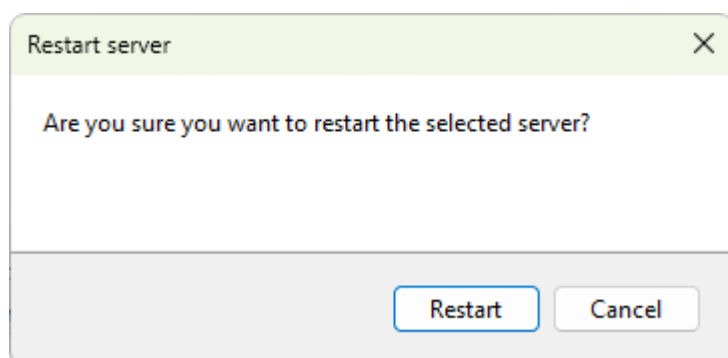 Restart server
Are you sure you want to restart the selected server?
Restart
Cancel